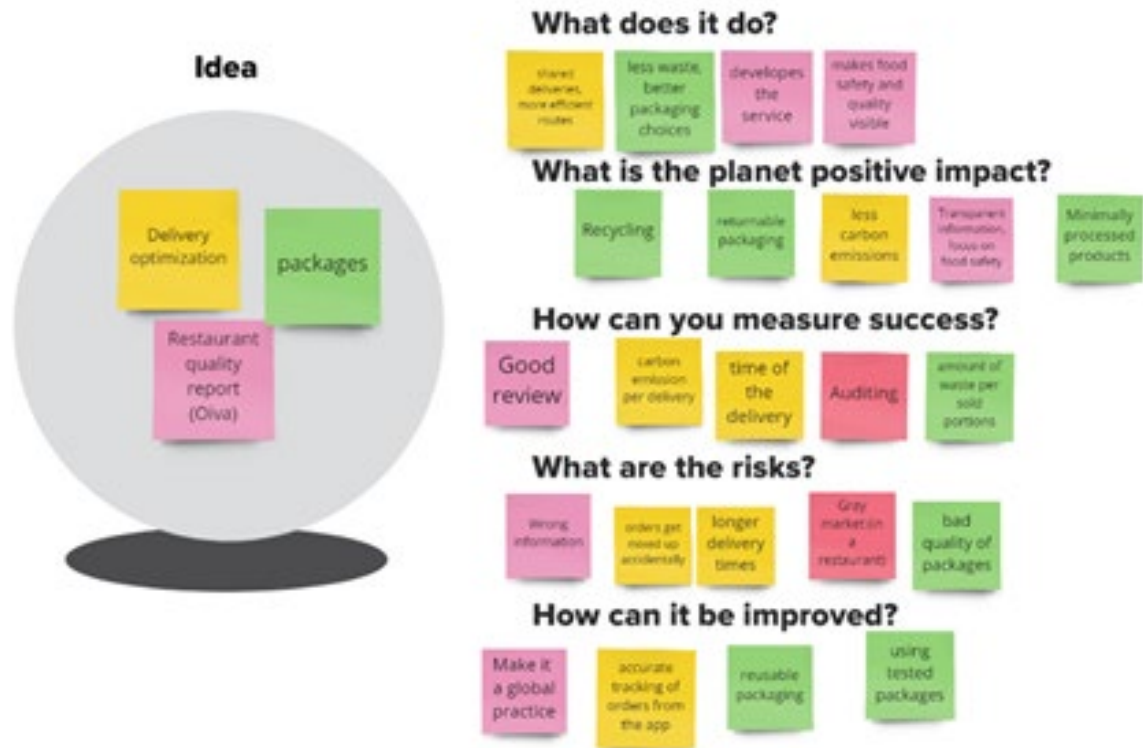 Idea
Delivery
optimization
packages
Restaurant
quality
report
(Oiva)
What does it do?
shared
deliveries,
more efficient
routes
less waste,
better
packaging
choices
developes
the
service
makes food
safety and
quality
visible
What is the planet positive impact?
Recycling
returnable
packaging
less
carbon
emissions
Transparent
information,
focus on
food safety
Minimally
processed
products
How can you measure success?
Good
review
carbon
emission
per delivery
time of
the
delivery
Auditing
amount of
waste per
sold
portions
What are the risks?
Wrong
information
orders get
mixed up
accidentally
longer
delivery
times
Gray
market(in
a
restaurant)
bad
quality of
packages
How can it be improved?
Make it
a global
practice
accurate
tracking of
orders from
the app
reusable
packaging
using
tested
packages